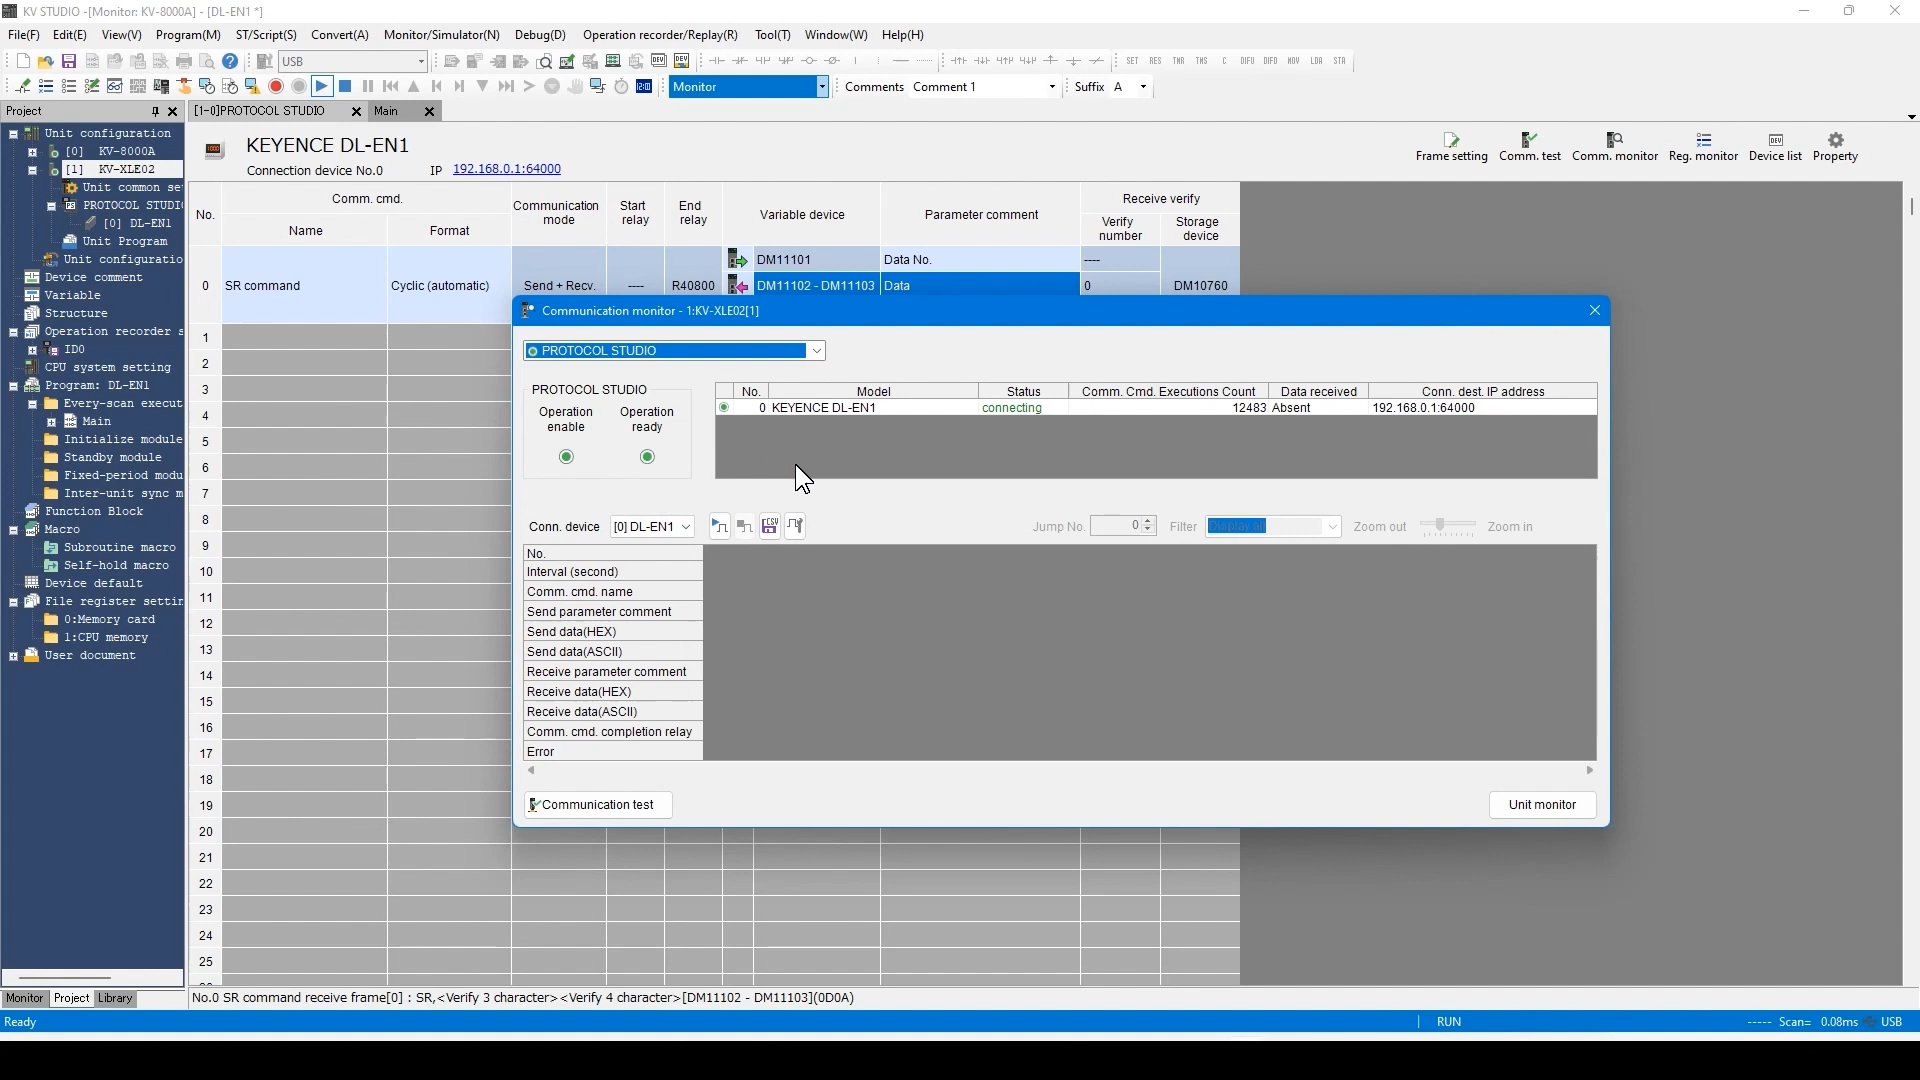 KV STUDIO -[Monitor: KV-8000A] - [DL-EN1 *]
File(F) Edit(E) View(V) Program(M) ST/Script(S) Convert(A) Monitor/Simulator(N) Debug(D) Operation recorder/Replay(R) Tool(T) Window(W) Help(H)
USB
SET RES TMR TMS C DIFU DIFD MOV LDA STA
Monitor Comments Comment 1 Suffix A
Project
[1-0]PROTOCOL STUDIO Main
Unit configuration
[0] KV-8000A
[1] KV-XLE02
Unit common se
PROTOCOL STUDI
[0] DL-EN1
Unit Program
Unit configuratio
Device comment
Variable
Structure
Operation recorder s
ID0
CPU system setting
Program: DL-EN1
Every-scan execut
Main
Initialize module
Standby module
Fixed-period modu
Inter-unit sync m
Function Block
Macro
Subroutine macro
Self-hold macro
Device default
File register settin
0:Memory card
1:CPU memory
User document
Monitor Project Library
KEYENCE DL-EN1
Connection device No.0 IP 192.168.0.1:64000
Frame setting Comm. test Comm. monitor Reg. monitor Device list Property
No. Comm. cmd. Communication mode Start relay End relay Variable device Parameter comment Receive verify
Name Format Verify number Storage device
DM11101 Data No. ----
0 SR command Cyclic (automatic) Send + Recv. ---- R40800 DM11102 - DM11103 Data 0 DM10760
1
2
3
4
5
6
7
8
9
10
11
12
13
14
15
16
17
18
19
20
21
22
23
24
25
Communication monitor - 1:KV-XLE02[1]
PROTOCOL STUDIO
PROTOCOL STUDIO
Operation enable
Operation ready
No. Model Status Comm. Cmd. Executions Count Data received Conn. dest. IP address
0 KEYENCE DL-EN1 connecting 12483 Absent 192.168.0.1:64000
Conn. device [0] DL-EN1 CSV Jump No. 0 Filter Display all Zoom out Zoom in
No.
Interval (second)
Comm. cmd. name
Send parameter comment
Send data(HEX)
Send data(ASCII)
Receive parameter comment
Receive data(HEX)
Receive data(ASCII)
Comm. cmd. completion relay
Error
Communication test Unit monitor
No.0 SR command receive frame[0] : SR,<Verify 3 character><Verify 4 character>[DM11102 - DM11103](0D0A)
Ready RUN ----- Scan= 0.08ms USB